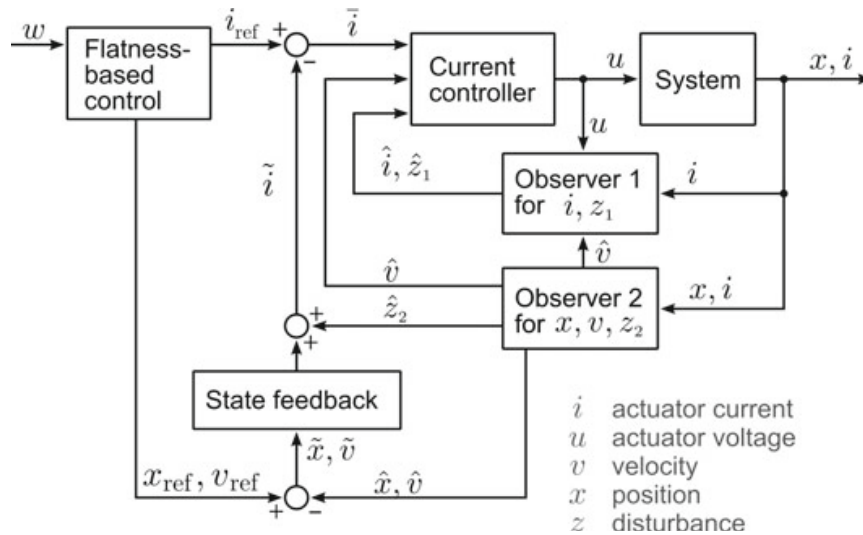 w
Flatness-
based
control
i_ref
+
-
ī
Current
controller
u
System
x, i
u
î, ẑ₁
Observer 1
for i, z₁
i
ĩ
v̂
v̂
Observer 2
for x, v, z₂
x, i
ẑ₂
+
+
State feedback
x̃, ṽ
x_ref, v_ref
+
-
x̂, v̂
i actuator current
u actuator voltage
v velocity
x position
z disturbance